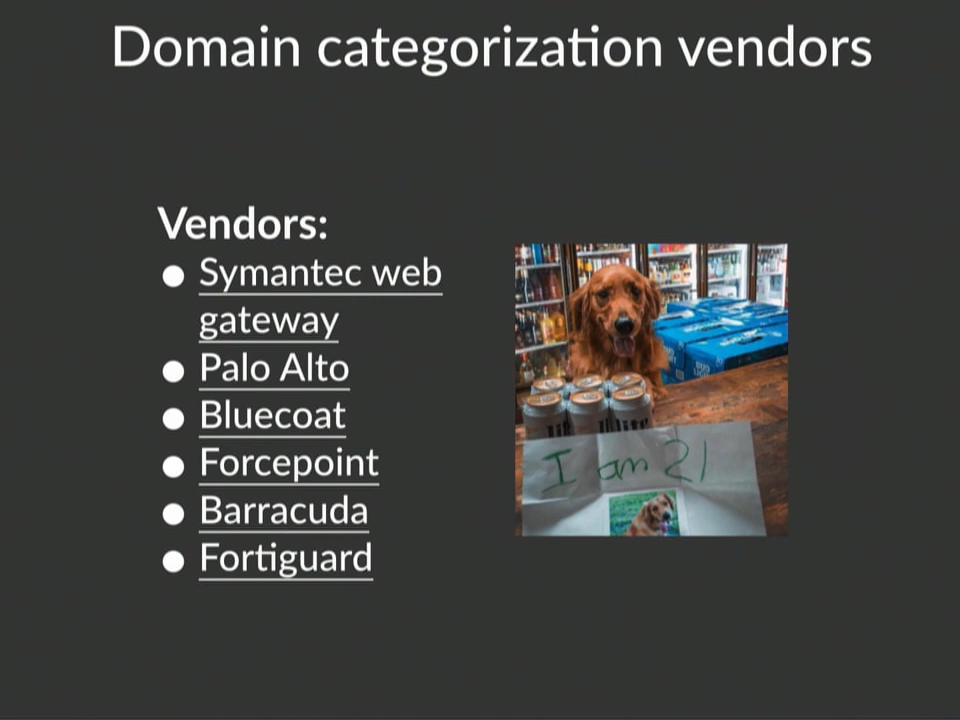 Domain categorization vendors
Vendors:
● Symantec web
gateway
● Palo Alto
● Bluecoat
● Forcepoint
● Barracuda
● Fortiguard
I am 21